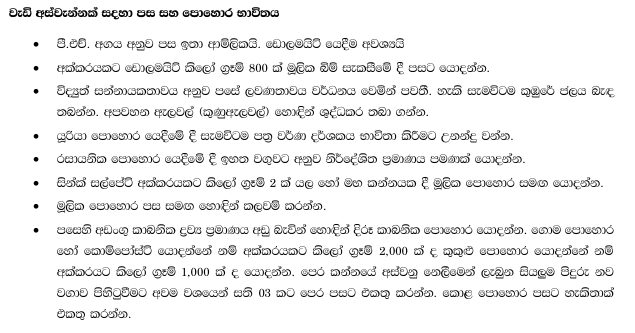 වැඩි අස්වැන්නක් සඳහා පස සහ පොහොර භාවිතය
• පී.එච්. අගය අනුව පස ඉතා ආම්ලිකයි. ඩොලමයිට් යෙදීම අවශ්‍යයි
• අක්කරයකට ඩොලමයිට් කිලෝ ග්‍රෑම් 800 ක් මූලික බිම් සැකසීමේ දී පසට යොදන්න.
• විද්‍යුත් සන්නායකතාවය අනුව පසේ ලවණතාවය වර්ධනය වෙමින් පවතී. හැකි සැමවිටම කුඹුරේ ජලය බැඳ
තබන්න. අපවහන ඇලවල් (කුණුඇලවල්) හොඳින් ශුද්ධකර තබා ගන්න.
• යූරියා පොහොර යෙදීමේ දී සැමවිටම පත්‍ර වර්ණ දර්ශකය භාවිතා කිරීමට උනන්දු වන්න.
• රසායනික පොහොර යෙදීමේ දී ඉහත වගුවට අනුව නිර්දේශිත ප්‍රමාණය පමණක් යොදන්න.
• සින්ක් සල්පේට් අක්කරයකට කිලෝ ග්‍රෑම් 2 ක් යල හෝ මහ කන්නයක දී මූලික පොහොර සමඟ යොදන්න.
• මූලික පොහොර පස සමඟ හොඳින් කලවම් කරන්න.
• පසෙහි අඩංගු කාබනික ද්‍රව්‍ය ප්‍රමාණය අඩු බැවින් හොඳින් දිරූ කාබනික පොහොර යොදන්න. ගොම පොහොර
හෝ කොම්පෝස්ට් යොදන්නේ නම් අක්කරයකට කිලෝ ග්‍රෑම් 2,000 ක් ද කුකුළු පොහොර යොදන්නේ නම්
අක්කරයට කිලෝ ග්‍රෑම් 1,000 ක් ද යොදන්න. පෙර කන්නයේ අස්වනු නෙලීමෙන් ලැබුන සියලුම පිදුරු නව
වගාව පිහිටුවීමට අවම වශයෙන් සති 03 කට පෙර පසට එකතු කරන්න. කොළ පොහොර පසට හැකිතාක්
එකතු කරන්න.